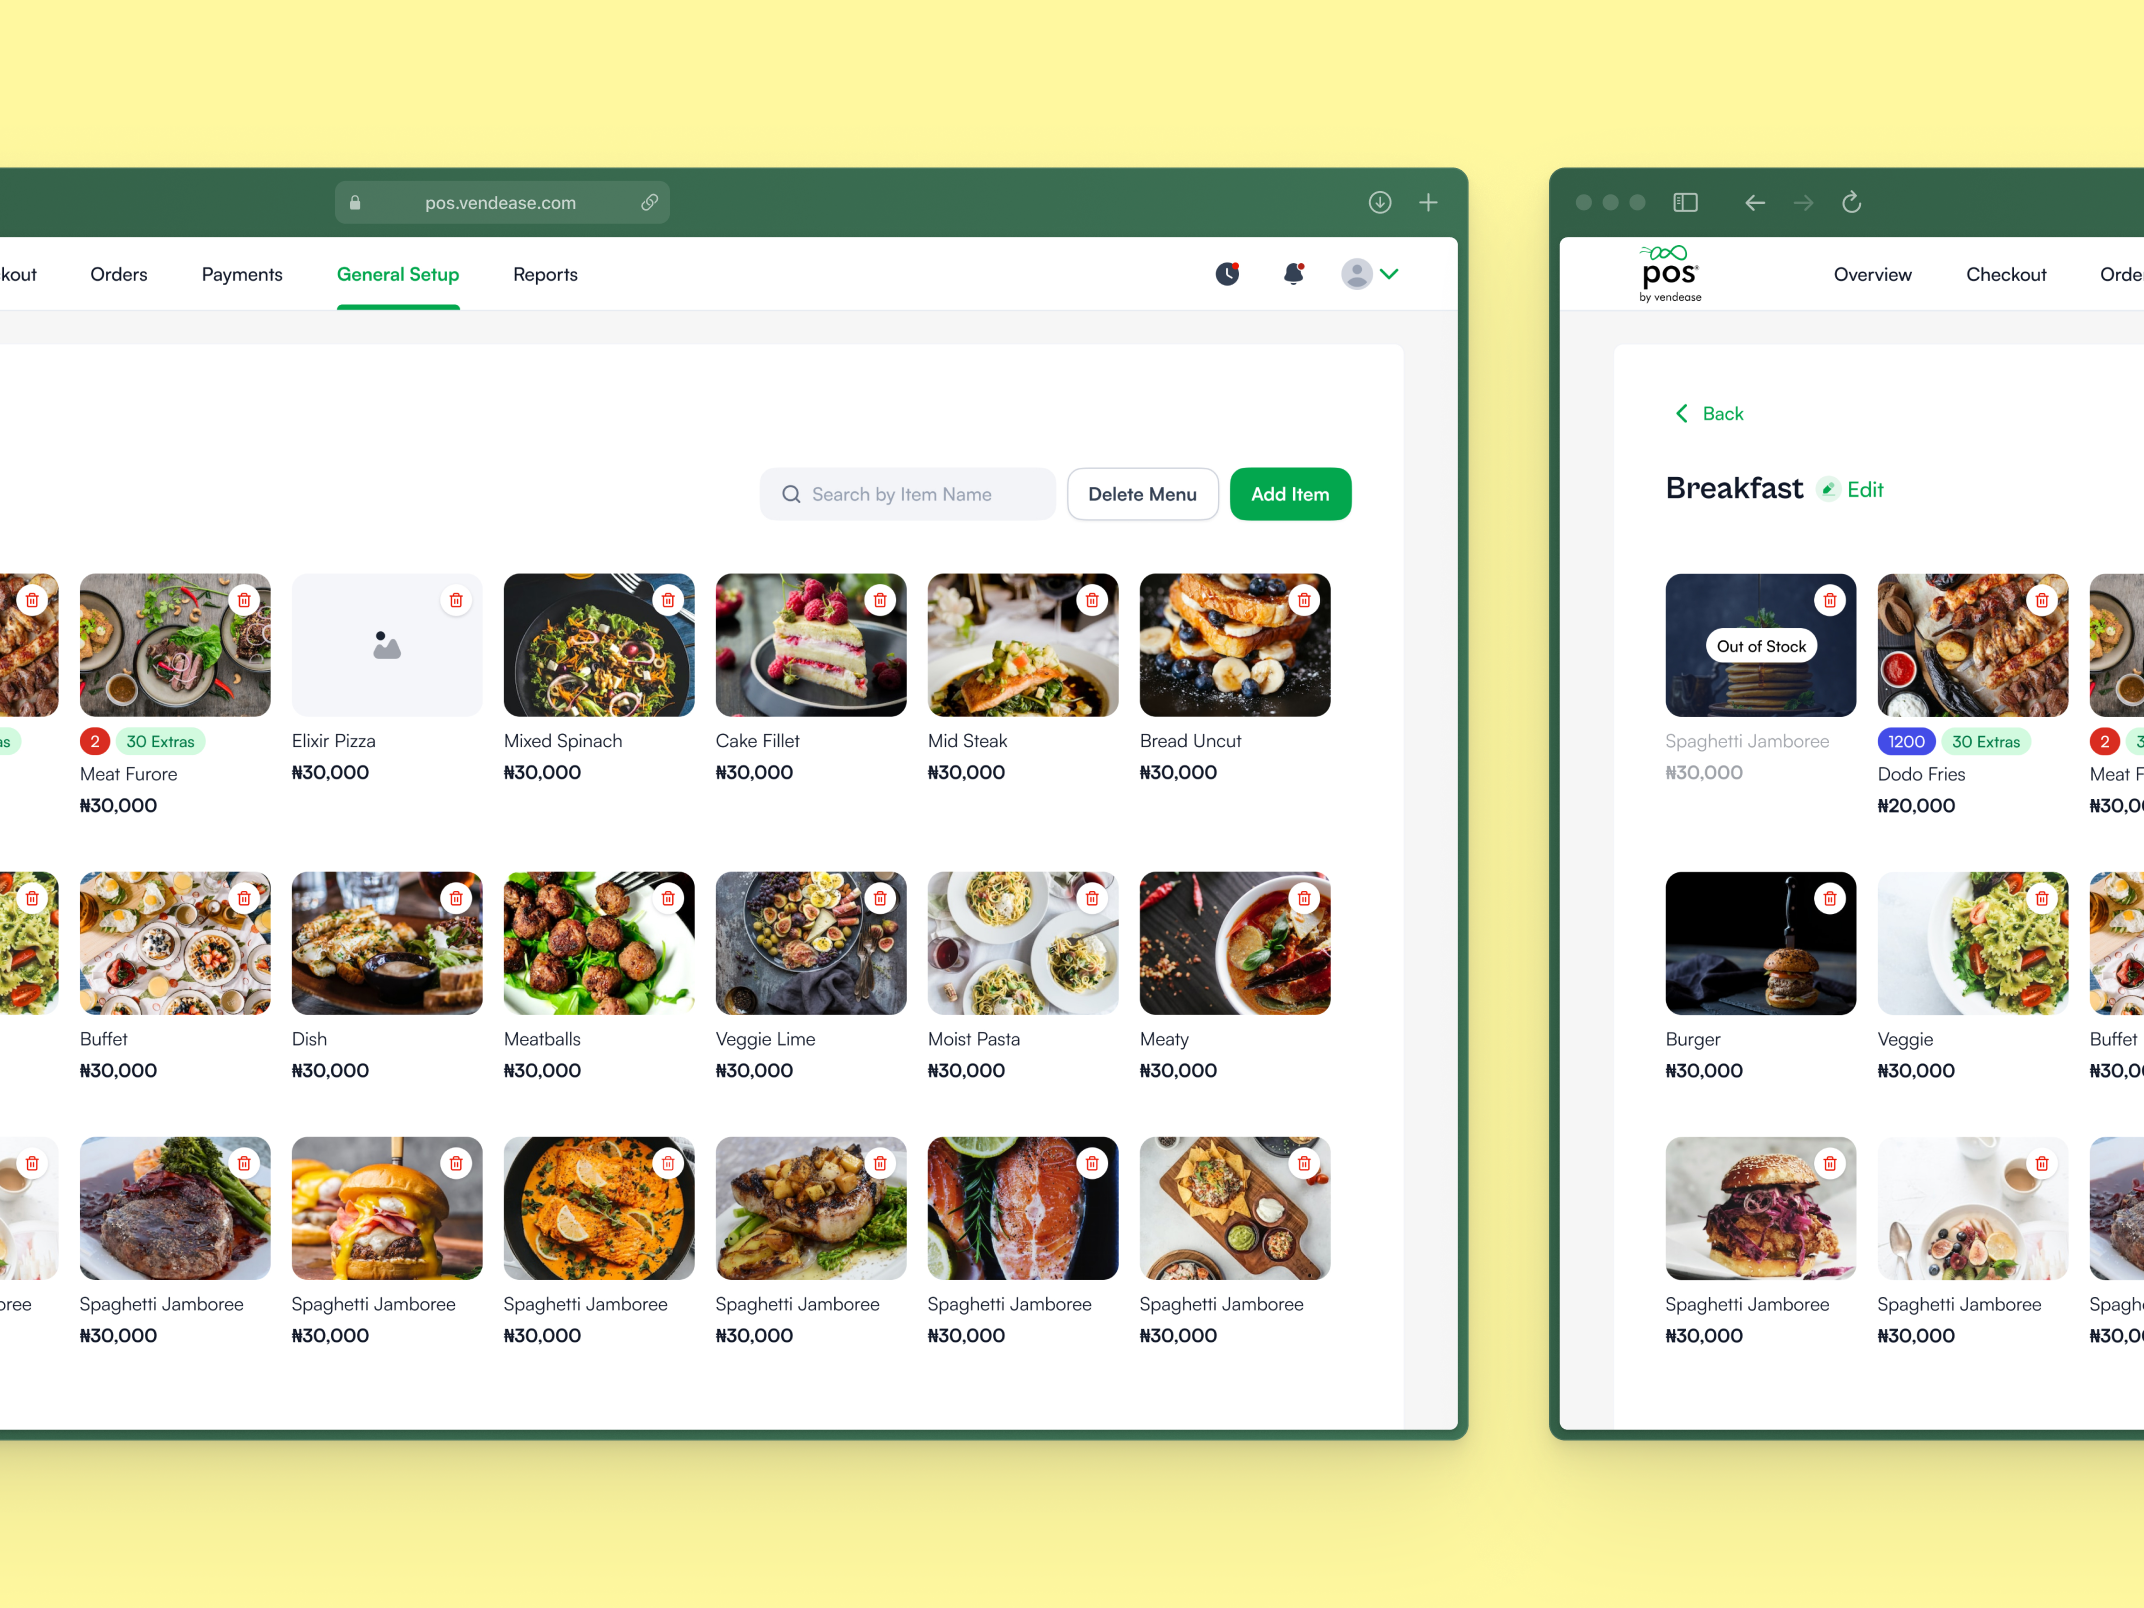 pos.vendease.com
kout Orders Payments General Setup Reports
Search by Item Name Delete Menu Add Item
as 2 30 Extras
Meat Furore
₦30,000
Elixir Pizza
₦30,000
Mixed Spinach
₦30,000
Cake Fillet
₦30,000
Mid Steak
₦30,000
Bread Uncut
₦30,000
Buffet
₦30,000
Dish
₦30,000
Meatballs
₦30,000
Veggie Lime
₦30,000
Moist Pasta
₦30,000
Meaty
₦30,000
oree
Spaghetti Jamboree
₦30,000
Spaghetti Jamboree
₦30,000
Spaghetti Jamboree
₦30,000
Spaghetti Jamboree
₦30,000
Spaghetti Jamboree
₦30,000
Spaghetti Jamboree
₦30,000
pos
by vendease
Overview Checkout Orde
Back
Breakfast Edit
Out of Stock
Spaghetti Jamboree
₦30,000
1200 30 Extras
Dodo Fries
₦20,000
2 3
Meat F
₦30,00
Burger
₦30,000
Veggie
₦30,000
Buffet
₦30,00
Spaghetti Jamboree
₦30,000
Spaghetti Jamboree
₦30,000
Spagh
₦30,00